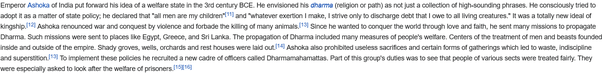 Emperor Ashoka of India put forward his idea of a welfare state in the 3rd century BCE. He envisioned his dharma (religion or path) as not just a collection of high-sounding phrases. He consciously tried to
adopt it as a matter of state policy; he declared that "all men are my children"[11] and "whatever exertion I make, I strive only to discharge debt that I owe to all living creatures." It was a totally new ideal of
kingship.[12] Ashoka renounced war and conquest by violence and forbade the killing of many animals.[13] Since he wanted to conquer the world through love and faith, he sent many missions to propagate
Dharma. Such missions were sent to places like Egypt, Greece, and Sri Lanka. The propagation of Dharma included many measures of people's welfare. Centers of the treatment of men and beasts founded
inside and outside of the empire. Shady groves, wells, orchards and rest houses were laid out.[14] Ashoka also prohibited useless sacrifices and certain forms of gatherings which led to waste, indiscipline
and superstition.[13] To implement these policies he recruited a new cadre of officers called Dharmamahamattas. Part of this group's duties was to see that people of various sects were treated fairly. They
were especially asked to look after the welfare of prisoners.[15][16]